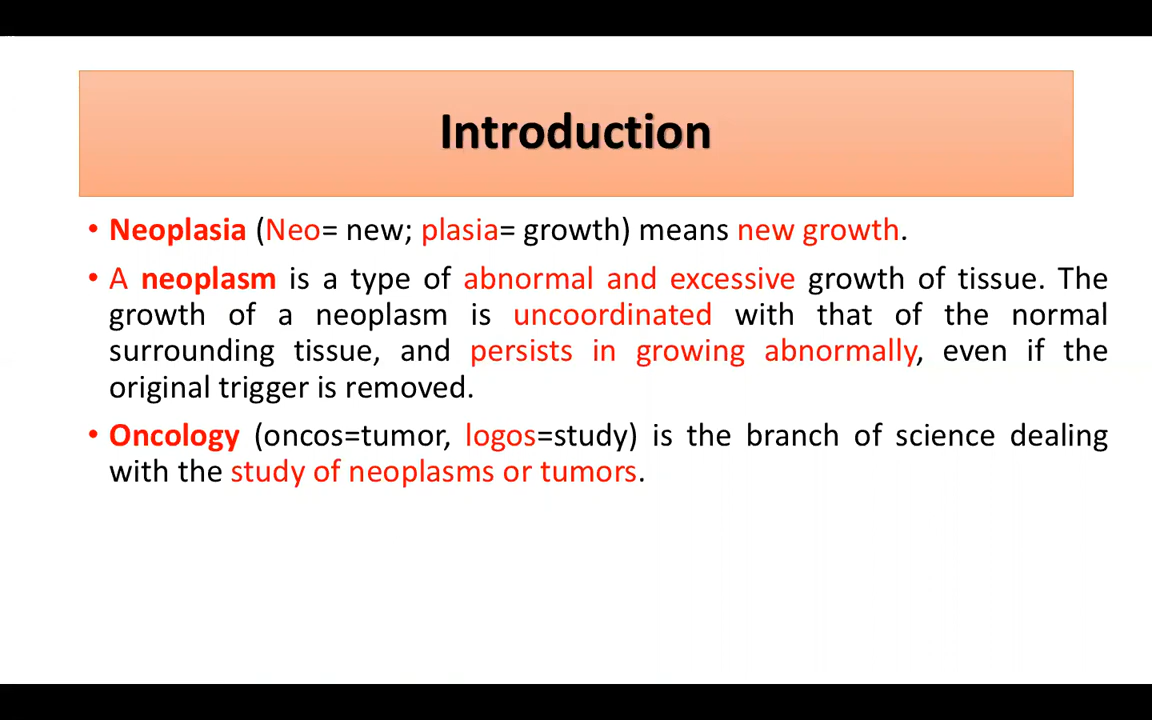 Introduction
• Neoplasia (Neo= new; plasia= growth) means new growth.
• A neoplasm is a type of abnormal and excessive growth of tissue. The
growth of a neoplasm is uncoordinated with that of the normal
surrounding tissue, and persists in growing abnormally, even if the
original trigger is removed.
• Oncology (oncos=tumor, logos=study) is the branch of science dealing
with the study of neoplasms or tumors.